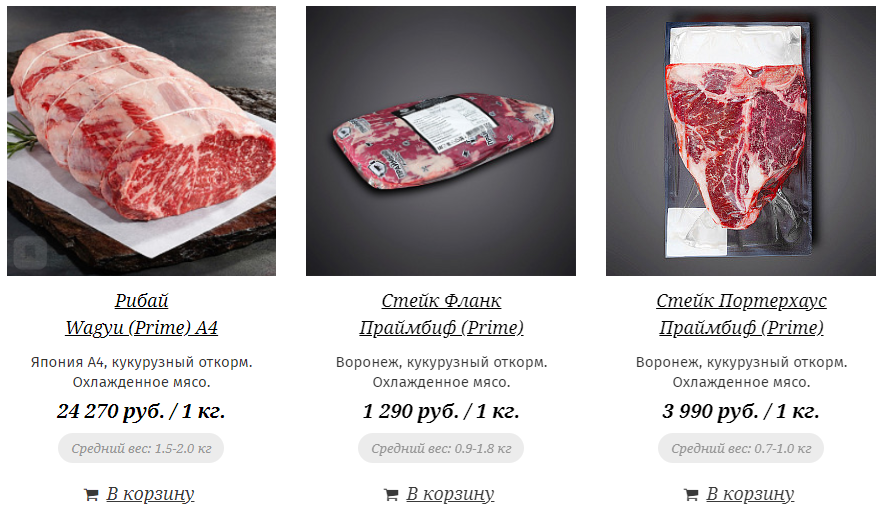 Рибай
Wagyu (Prime) A4
Япония A4, кукурузный откорм.
Охлажденное мясо.
24 270 руб. / 1 кг.
Средний вес: 1.5-2.0 кг
В корзину
Стейк Фланк
Праймбиф (Prime)
Воронеж, кукурузный откорм.
Охлажденное мясо.
1 290 руб. / 1 кг.
Средний вес: 0.9-1.8 кг
В корзину
Стейк Портерхаус
Праймбиф (Prime)
Воронеж, кукурузный откорм.
Охлажденное мясо.
3 990 руб. / 1 кг.
Средний вес: 0.7-1.0 кг
В корзину